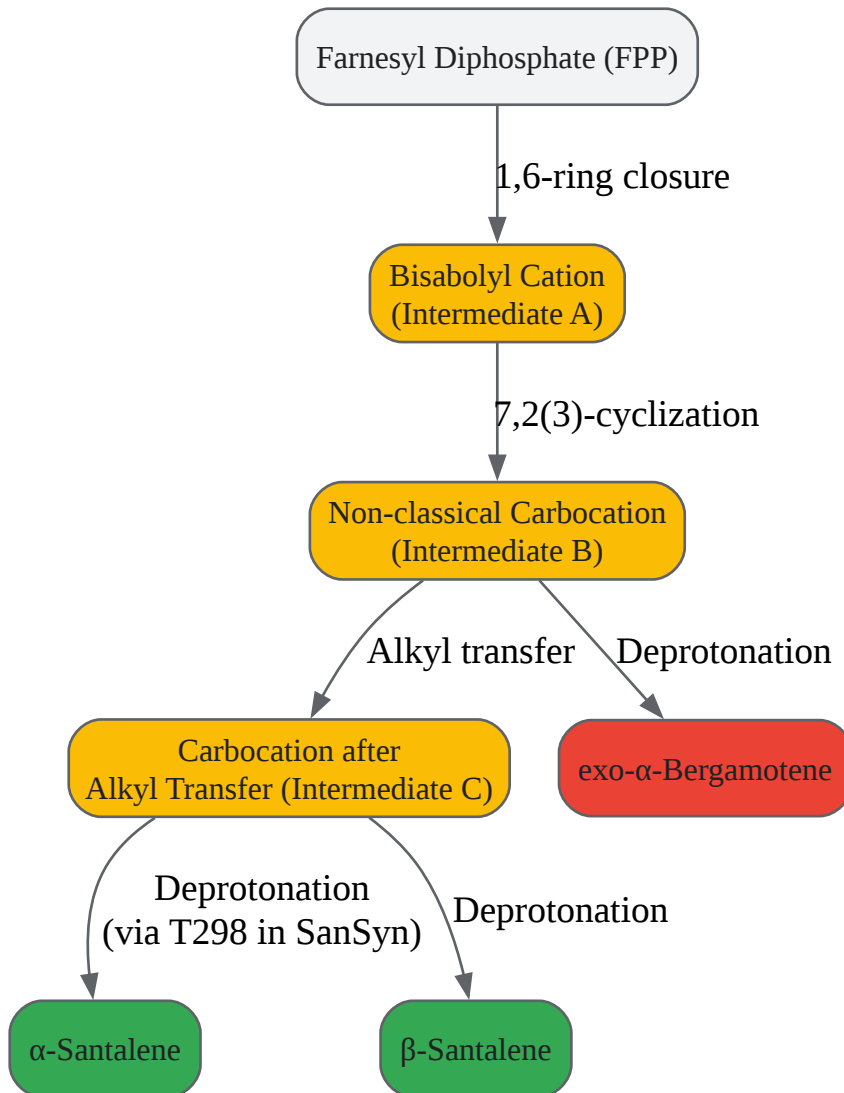 Farnesyl Diphosphate (FPP)
1,6-ring closure
Bisabolyl Cation
(Intermediate A)
7,2(3)-cyclization
Non-classical Carbocation
(Intermediate B)
Alkyl transfer
Deprotonation
Carbocation after
Alkyl Transfer (Intermediate C)
exo-α-Bergamotene
Deprotonation
(via T298 in SanSyn)
Deprotonation
α-Santalene
β-Santalene